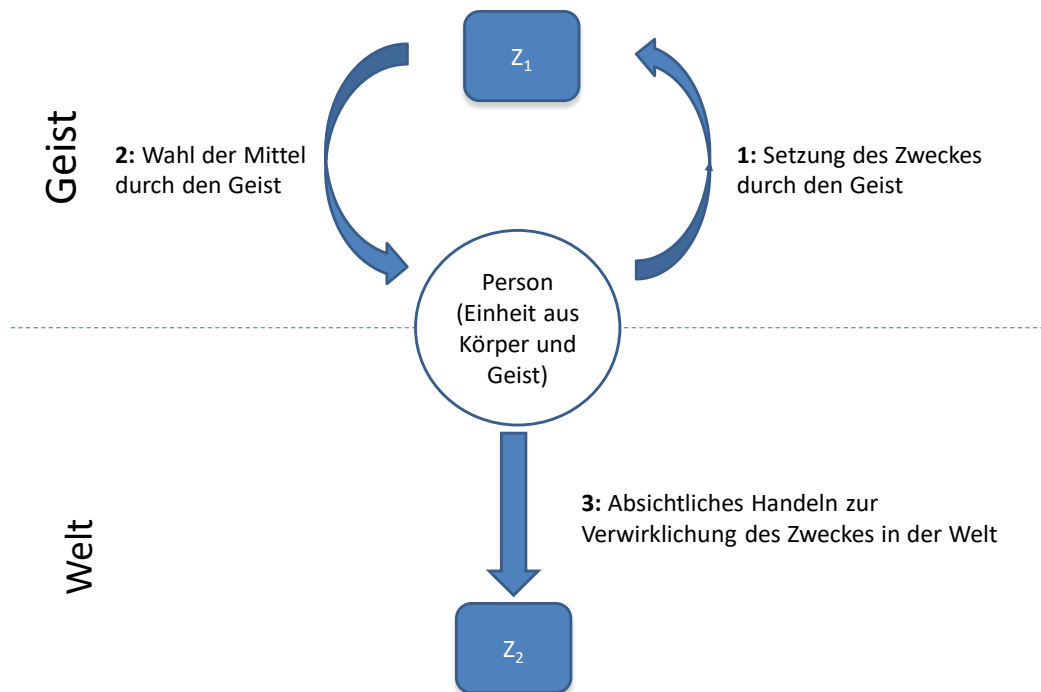 Z₁
Geist
2: Wahl der Mittel
durch den Geist
1: Setzung des Zweckes
durch den Geist
Person
(Einheit aus
Körper und
Geist)
Welt
3: Absichtliches Handeln zur
Verwirklichung des Zweckes in der Welt
Z₂